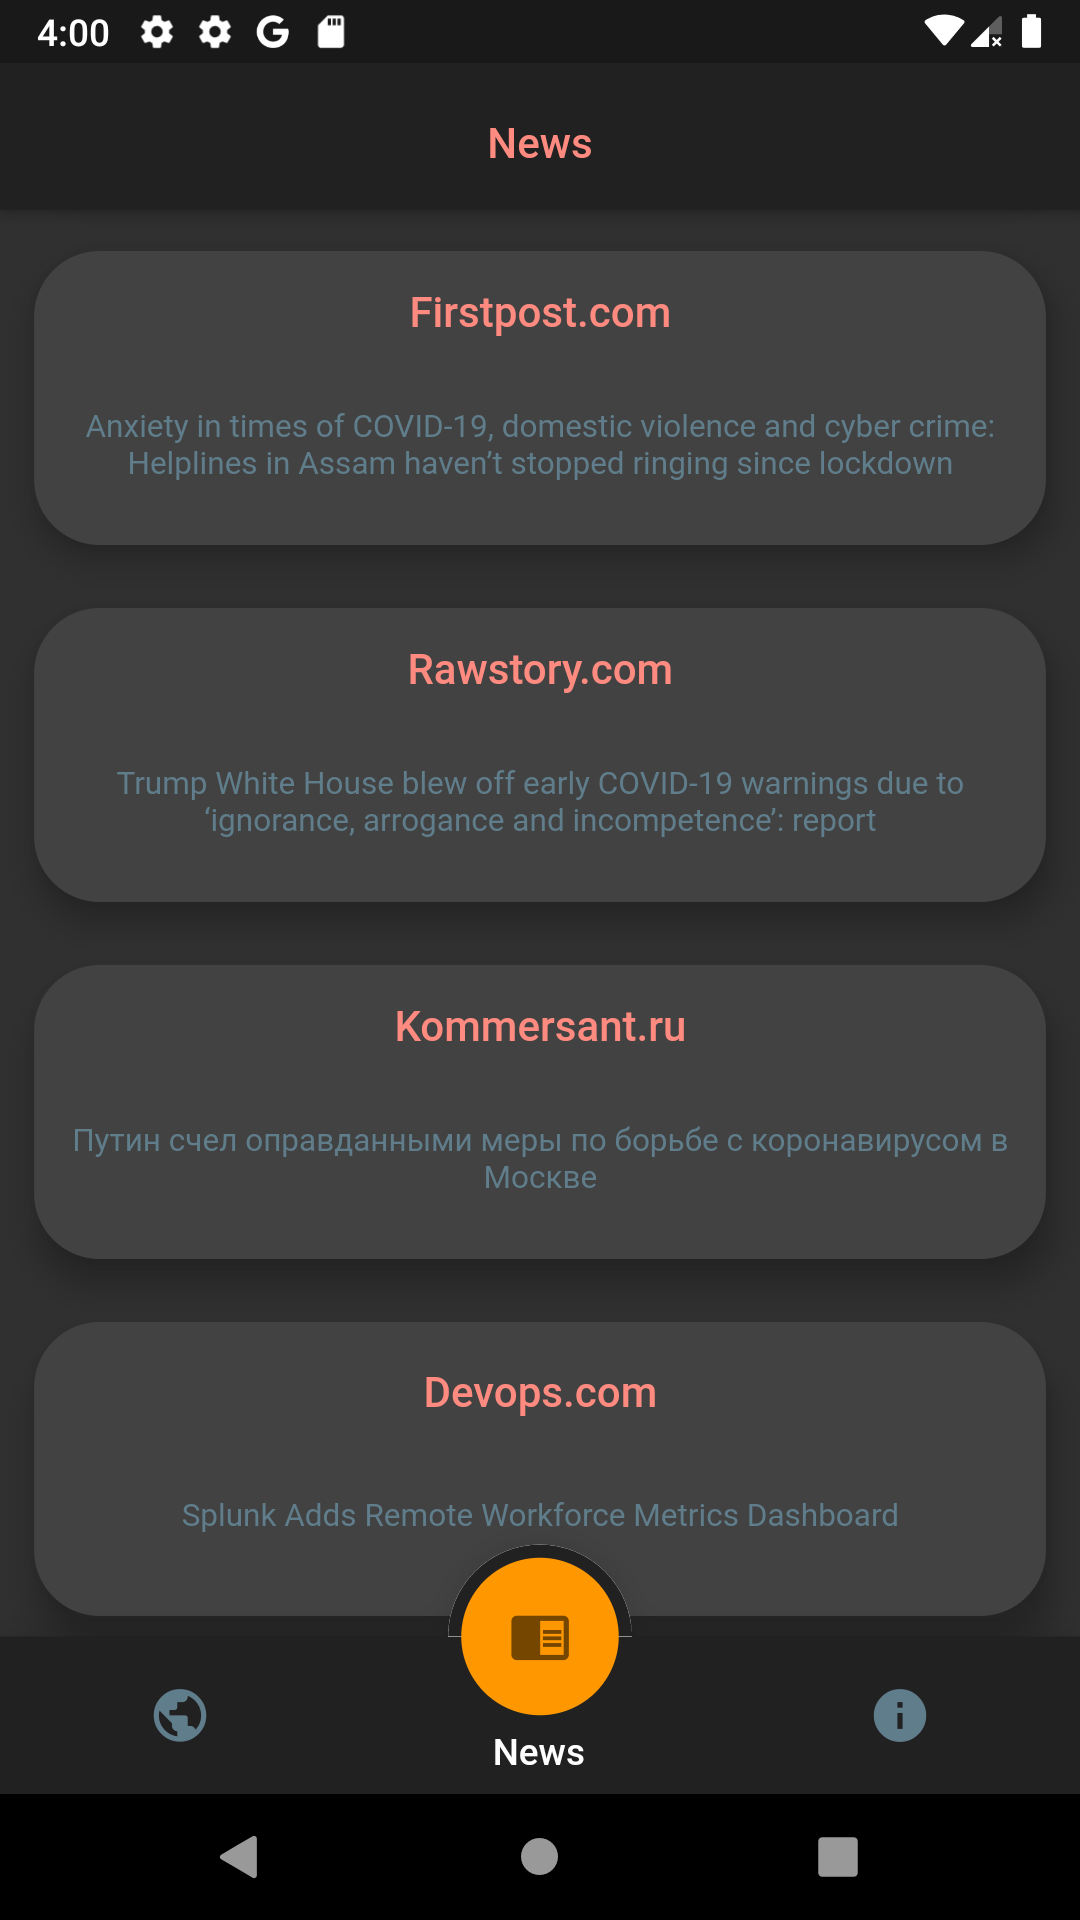 4:00
News
Firstpost.com
Anxiety in times of COVID-19, domestic violence and cyber crime:
Helplines in Assam haven’t stopped ringing since lockdown
Rawstory.com
Trump White House blew off early COVID-19 warnings due to
‘ignorance, arrogance and incompetence’: report
Kommersant.ru
Путин счел оправданными меры по борьбе с коронавирусом в
Москве
Devops.com
Splunk Adds Remote Workforce Metrics Dashboard
News